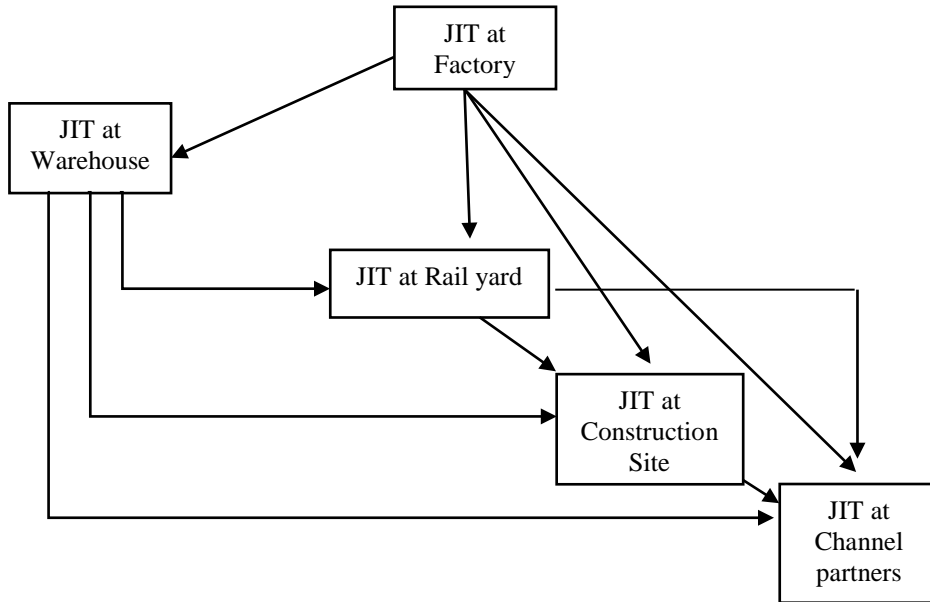 JIT at
Factory
JIT at
Warehouse
JIT at Rail yard
JIT at
Construction
Site
JIT at
Channel
partners